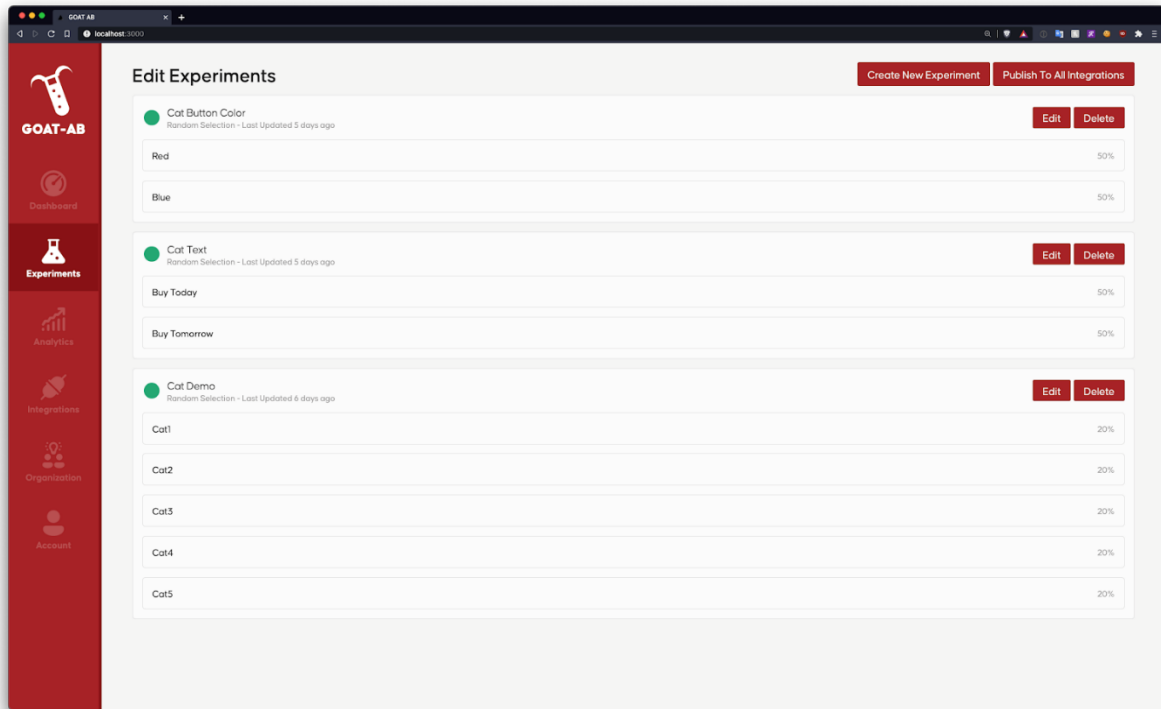 GOAT AB
localhost:3000
GOAT-AB
Dashboard
Experiments
Analytics
Integrations
Organization
Account
Edit Experiments
Create New Experiment
Publish To All Integrations
Cat Button Color
Random Selection - Last Updated 5 days ago
Edit
Delete
Red 50%
Blue 50%
Cat Text
Random Selection - Last Updated 5 days ago
Edit
Delete
Buy Today 50%
Buy Tomorrow 50%
Cat Demo
Random Selection - Last Updated 6 days ago
Edit
Delete
Cat1 20%
Cat2 20%
Cat3 20%
Cat4 20%
Cat5 20%